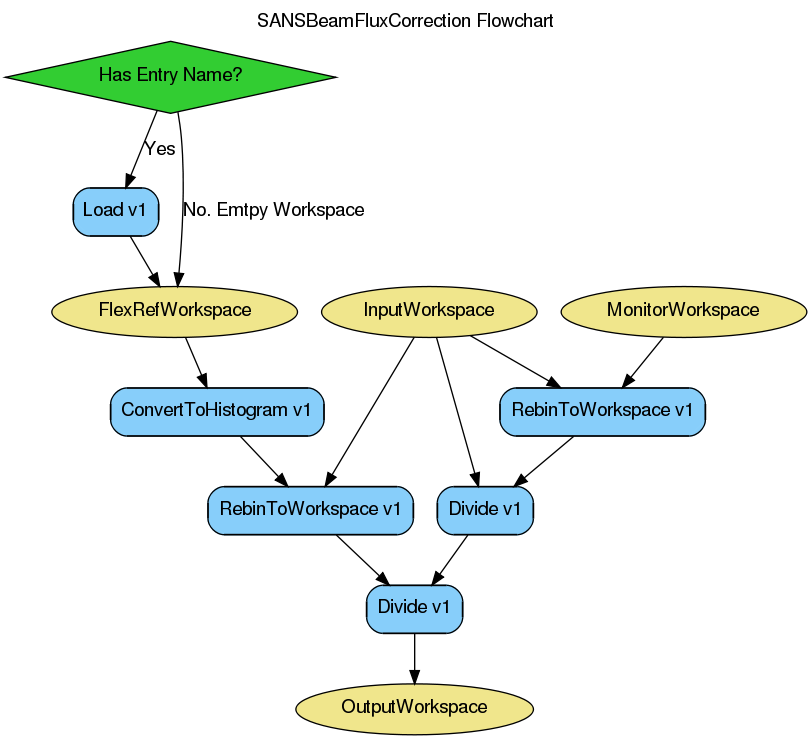 SANSBeamFluxCorrection Flowchart
Has Entry Name?
Yes
Load v1
No. Emtpy Workspace
FlexRefWorkspace
InputWorkspace
MonitorWorkspace
ConvertToHistogram v1
RebinToWorkspace v1
RebinToWorkspace v1
Divide v1
Divide v1
OutputWorkspace